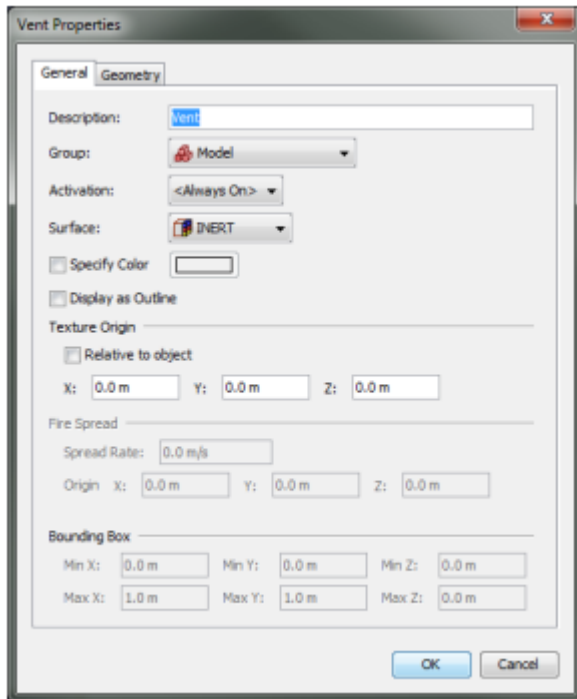 Vent Properties
General Geometry
Description: Vent
Group: Model
Activation: <Always On>
Surface: INERT
Specify Color
Display as Outline
Texture Origin
Relative to object
X: 0.0 m Y: 0.0 m Z: 0.0 m
Fire Spread
Spread Rate: 0.0 m/s
Origin X: 0.0 m Y: 0.0 m Z: 0.0 m
Bounding Box
Min X: 0.0 m Min Y: 0.0 m Min Z: 0.0 m
Max X: 1.0 m Max Y: 1.0 m Max Z: 0.0 m
OK Cancel